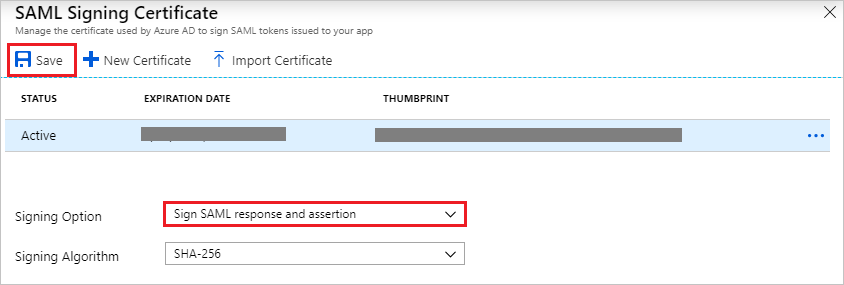 SAML Signing Certificate
Manage the certificate used by Azure AD to sign SAML tokens issued to your app
Save New Certificate Import Certificate
STATUS EXPIRATION DATE THUMBPRINT
Active
Signing Option Sign SAML response and assertion
Signing Algorithm SHA-256